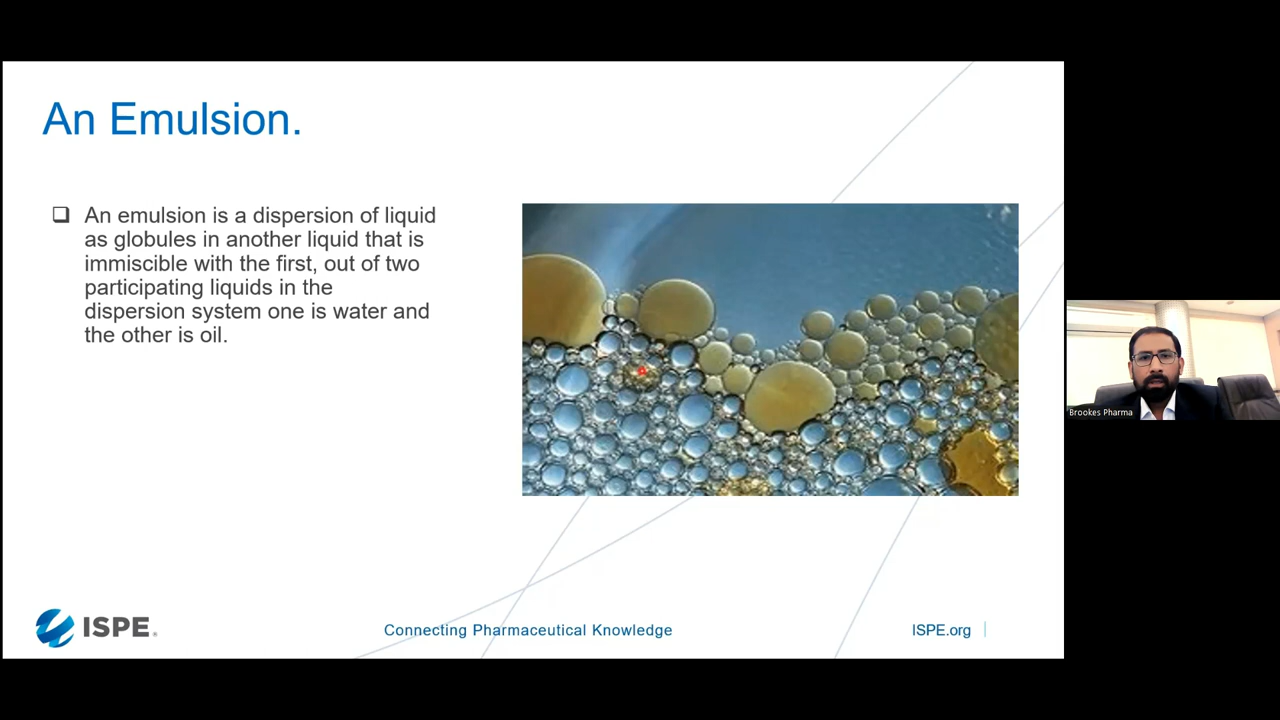 An Emulsion.
❑ An emulsion is a dispersion of liquid
as globules in another liquid that is
immiscible with the first, out of two
participating liquids in the
dispersion system one is water and
the other is oil.
Brookes Pharma
ISPE®
Connecting Pharmaceutical Knowledge
ISPE.org